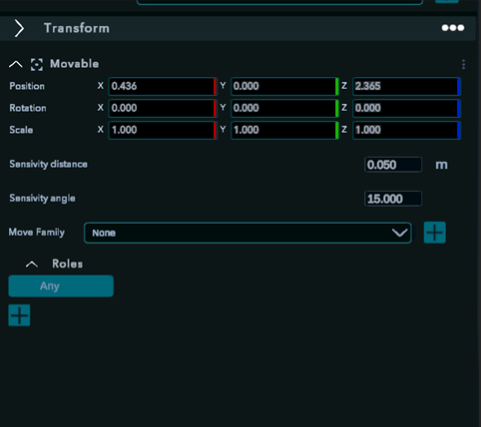 Transform
Movable
Position X 0.436 Y 0.000 Z 2.365
Rotation X 0.000 Y 0.000 Z 0.000
Scale X 1.000 Y 1.000 Z 1.000
Sensivity distance 0.050 m
Sensivity angle 15.000
Move Family None
Roles
Any